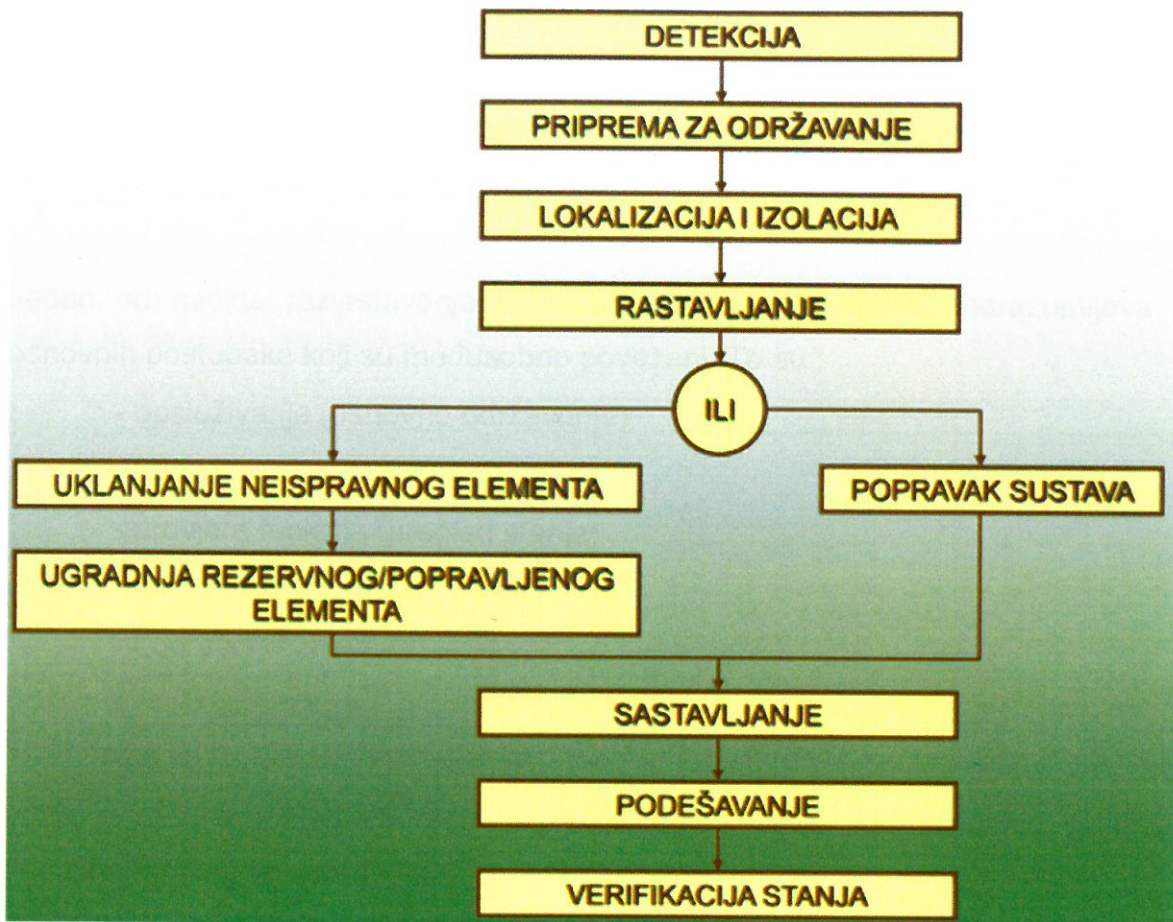 DETEKCIJA
PRIPREMA ZA ODRŽAVANJE
LOKALIZACIJA I IZOLACIJA
RASTAVLJANJE
ILI
UKLANJANJE NEISPRAVNOG ELEMENTA
POPRAVAK SUSTAVA
UGRADNJA REZERVNOG/POPRAVLJENOG
ELEMENTA
SASTAVLJANJE
PODEŠAVANJE
VERIFIKACIJA STANJA